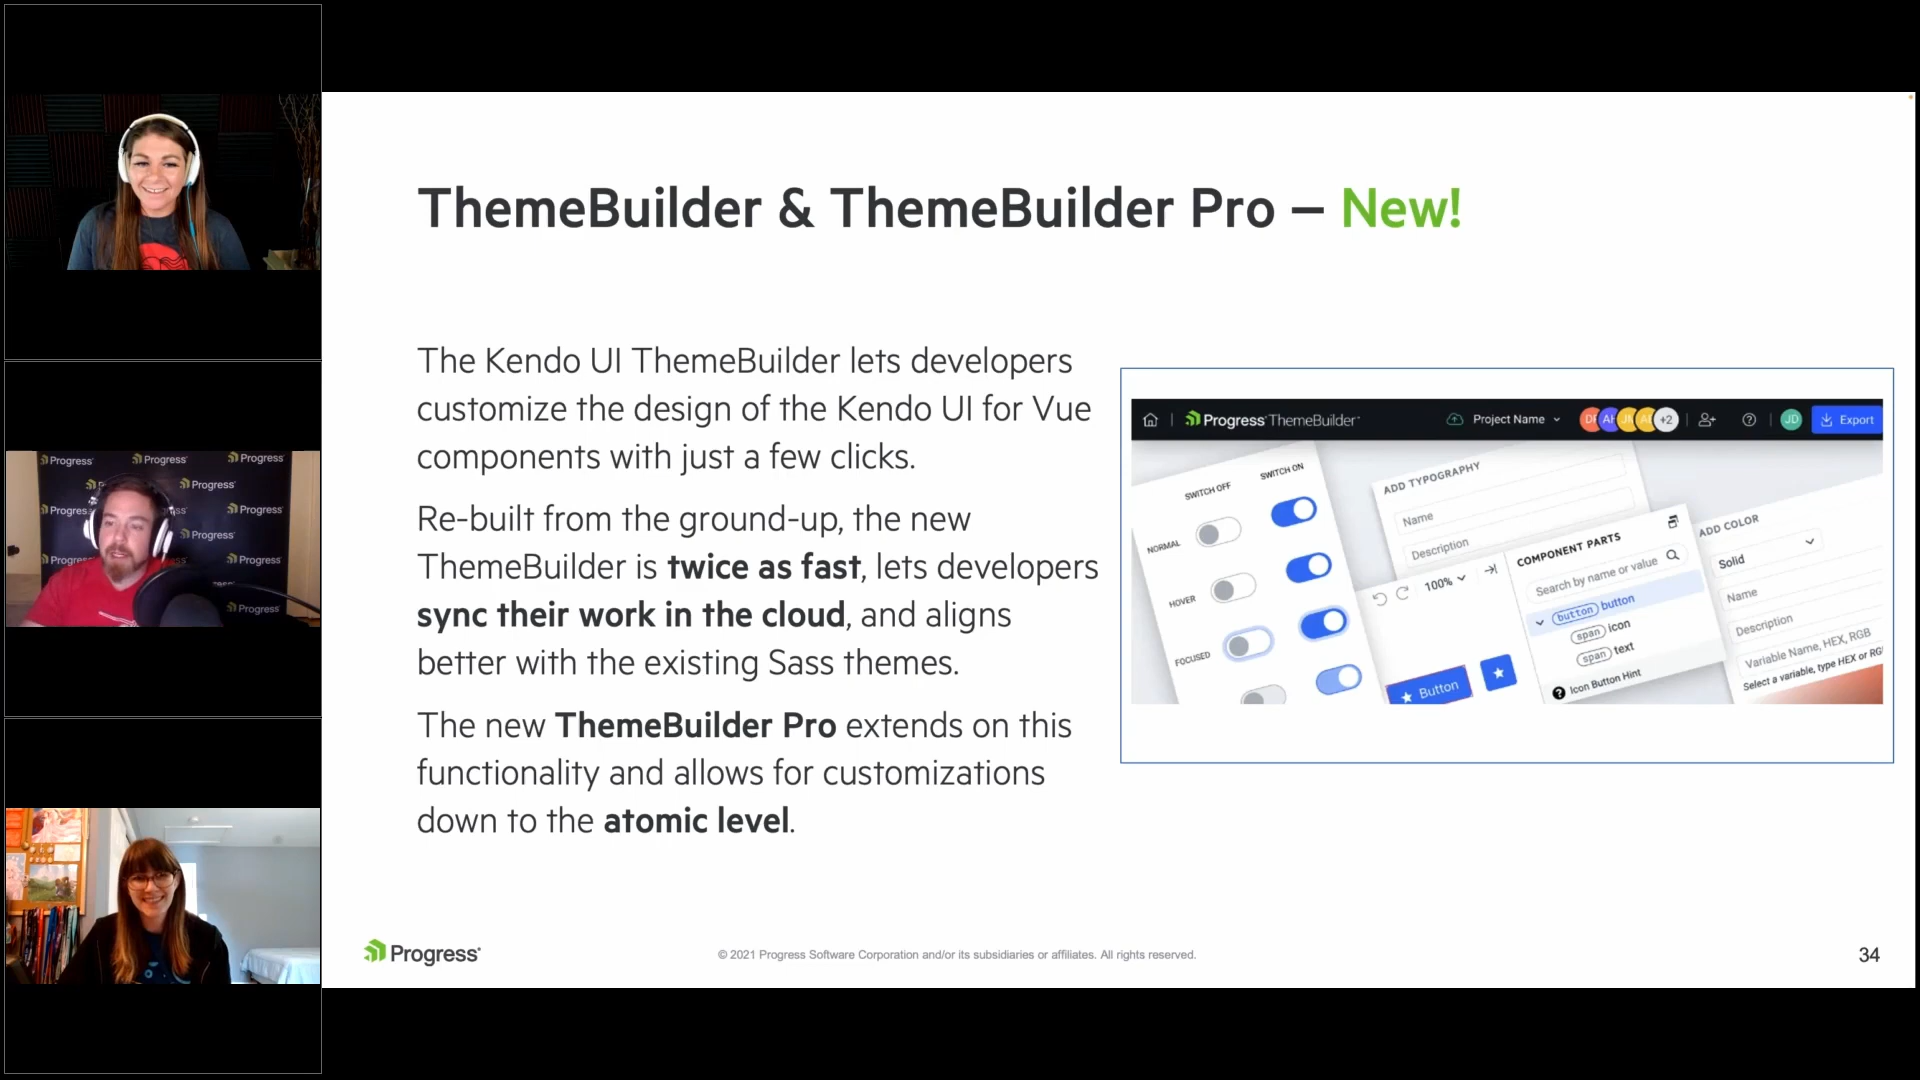 ThemeBuilder & ThemeBuilder Pro – New!
The Kendo UI ThemeBuilder lets developers
customize the design of the Kendo UI for Vue
components with just a few clicks.
Re-built from the ground-up, the new
ThemeBuilder is twice as fast, lets developers
sync their work in the cloud, and aligns
better with the existing Sass themes.
The new ThemeBuilder Pro extends on this
functionality and allows for customizations
down to the atomic level.
Progress ThemeBuilder
Project Name
+2
JD
Export
SWITCH OFF
SWITCH ON
NORMAL
HOVER
FOCUSED
ADD TYPOGRAPHY
Name
Description
100%
Button
COMPONENT PARTS
Search by name or value
button button
span icon
span text
Icon Button Hint
ADD COLOR
Solid
Name
Description
Variable Name, HEX, RGB
Select a variable, type HEX or
Progress
© 2021 Progress Software Corporation and/or its subsidiaries or affiliates. All rights reserved.
34
Progress
Progress
Progress
Progress
Progress
Progress
Progress
Progress
Progress